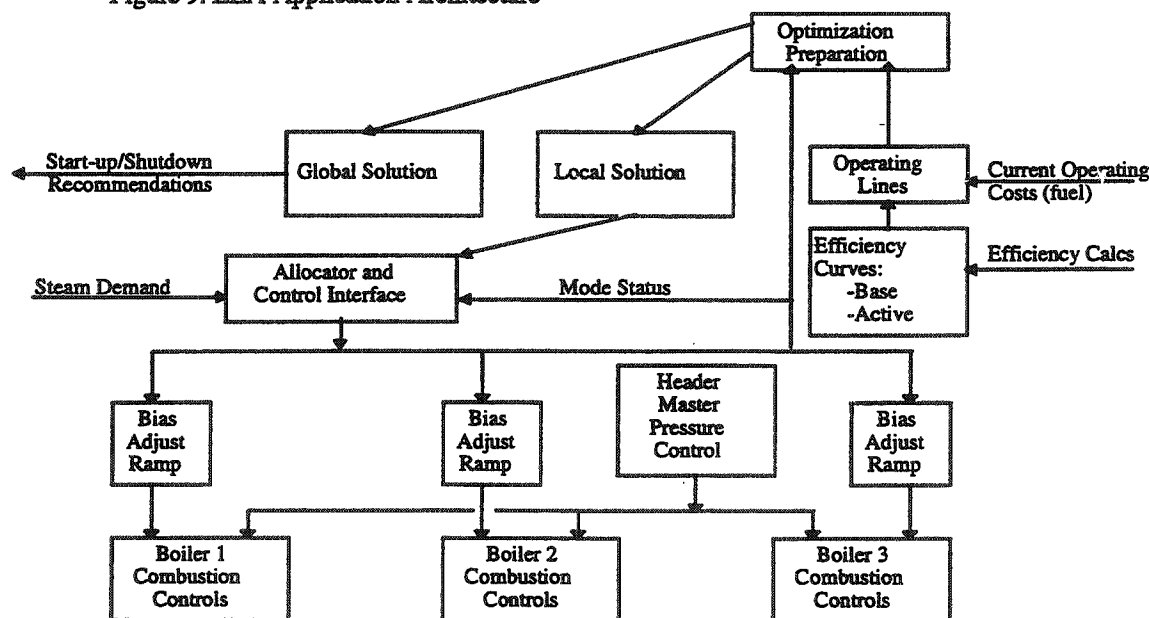 Optimization
Preparation
Start-up/Shutdown
Recommendations
Global Solution
Local Solution
Operating
Lines
Current Operating
Costs (fuel)
Efficiency
Curves:
-Base
-Active
Efficiency Calcs
Steam Demand
Allocator and
Control Interface
Mode Status
Header
Master
Pressure
Control
Bias
Adjust
Ramp
Bias
Adjust
Ramp
Bias
Adjust
Ramp
Boiler 1
Combustion
Controls
Boiler 2
Combustion
Controls
Boiler 3
Combustion
Controls